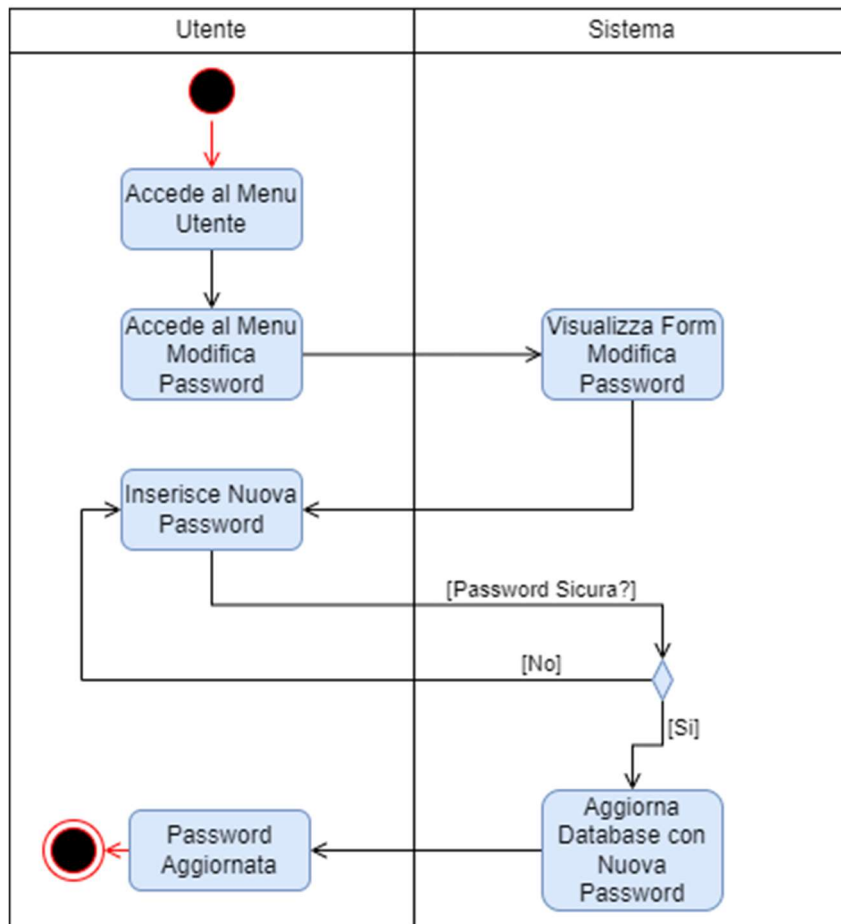 Utente
Sistema
Accede al Menu
Utente
Accede al Menu
Modifica
Password
Visualizza Form
Modifica
Password
Inserisce Nuova
Password
[Password Sicura?]
[No]
[Si]
Aggiorna
Database con
Nuova
Password
Password
Aggiornata